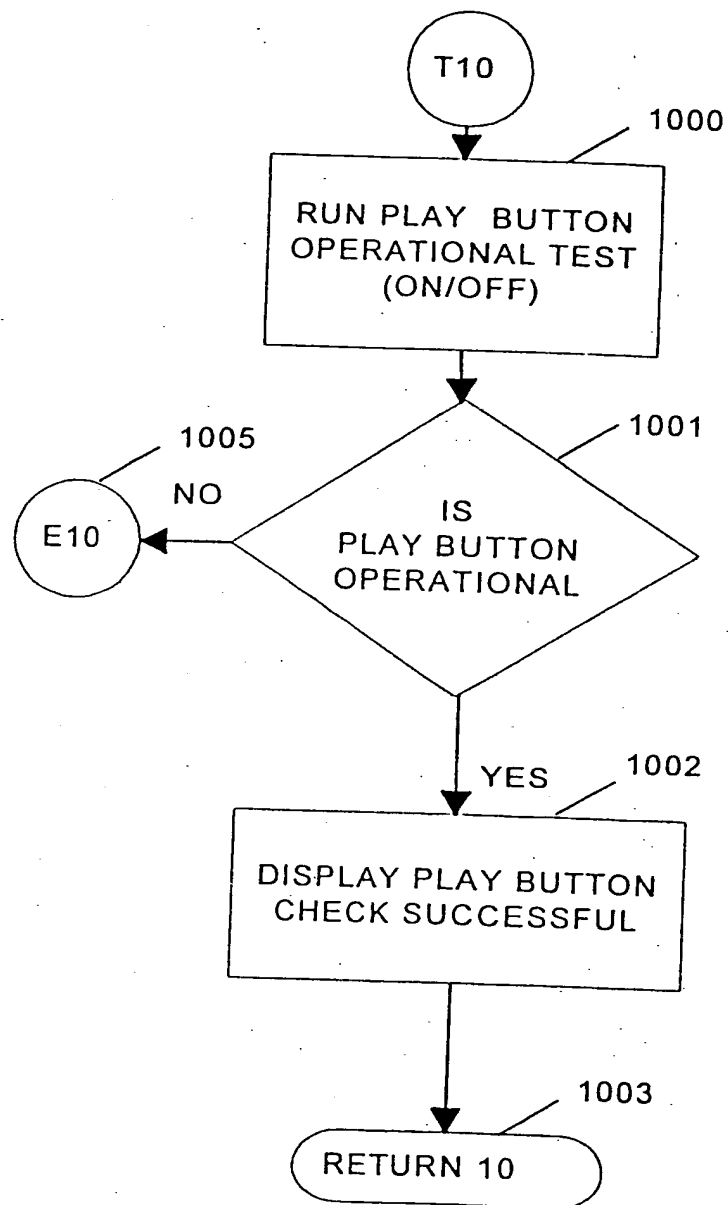 T10
1000
RUN PLAY BUTTON
OPERATIONAL TEST
(ON/OFF)
1005
1001
NO
E10
IS
PLAY BUTTON
OPERATIONAL
YES
1002
DISPLAY PLAY BUTTON
CHECK SUCCESSFUL
1003
RETURN 10